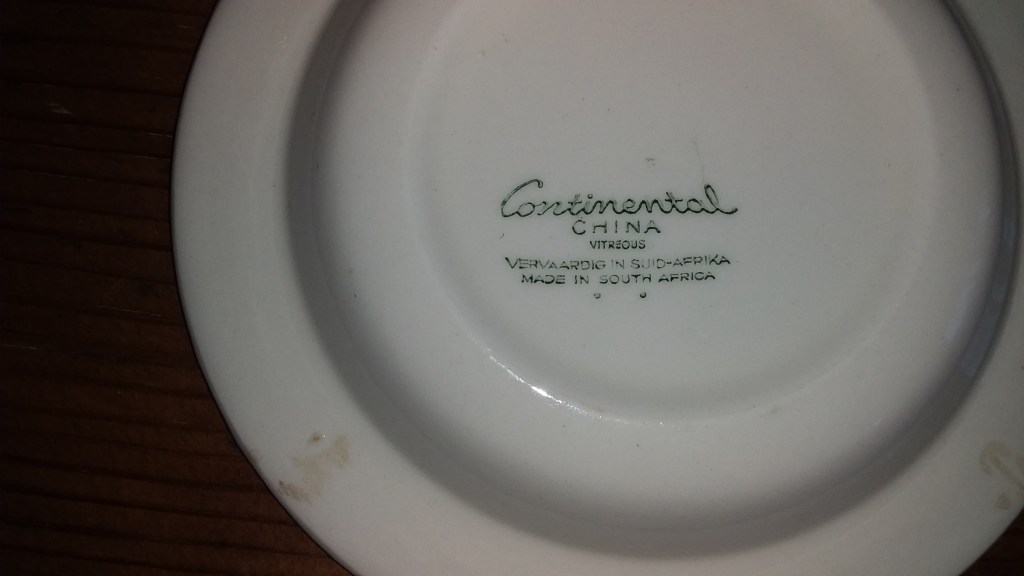 Continental
CHINA
VITREOUS
VERVAARDIG IN SUID-AFRIKA
MADE IN SOUTH AFRICA